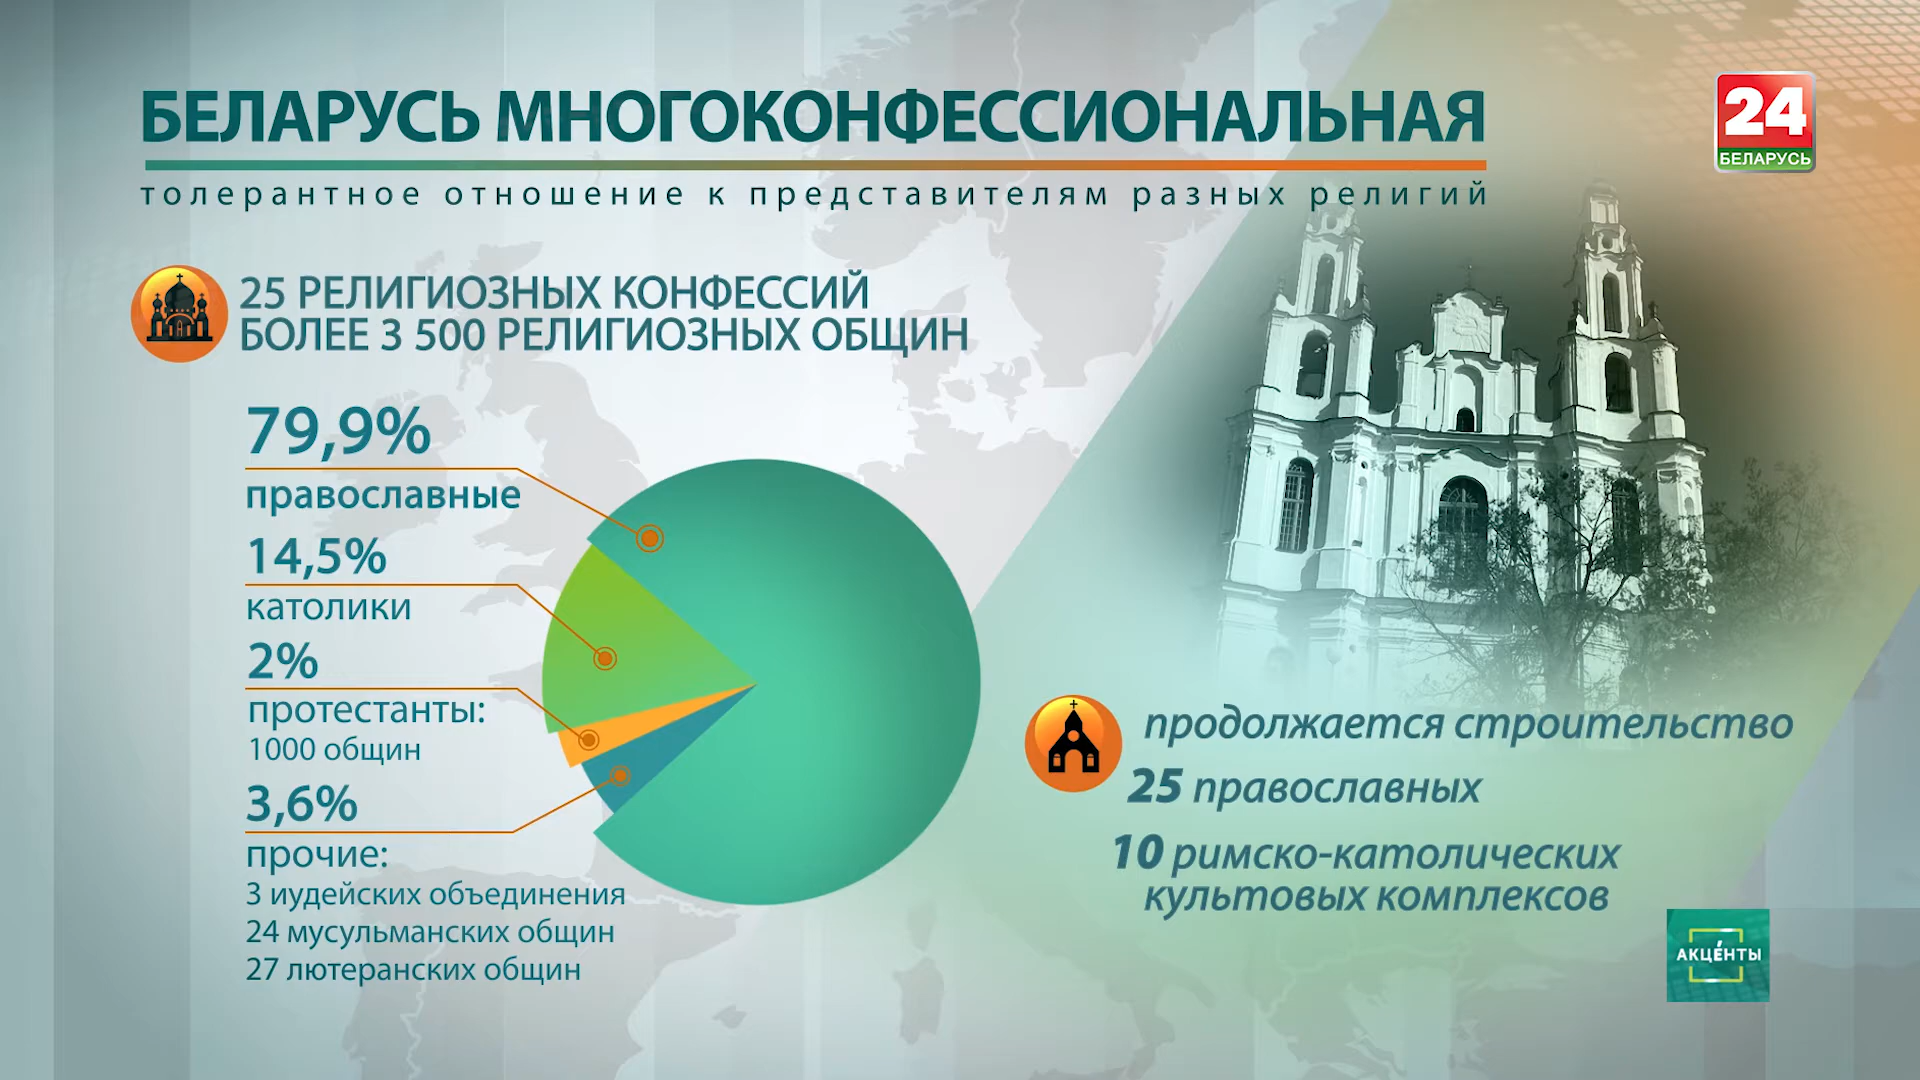 БЕЛАРУСЬ МНОГОКОНФЕССИОНАЛЬНАЯ
толерантное отношение к представителям разных религий
24
БЕЛАРУСЬ
25 РЕЛИГИОЗНЫХ КОНФЕССИЙ
БОЛЕЕ 3 500 РЕЛИГИОЗНЫХ ОБЩИН
79,9%
православные
14,5%
католики
2%
протестанты:
1000 общин
3,6%
прочие:
3 иудейских объединения
24 мусульманских общин
27 лютеранских общин
продолжается строительство
25 православных
10 римско-католических
культовых комплексов
АКЦЕ́НТЫ